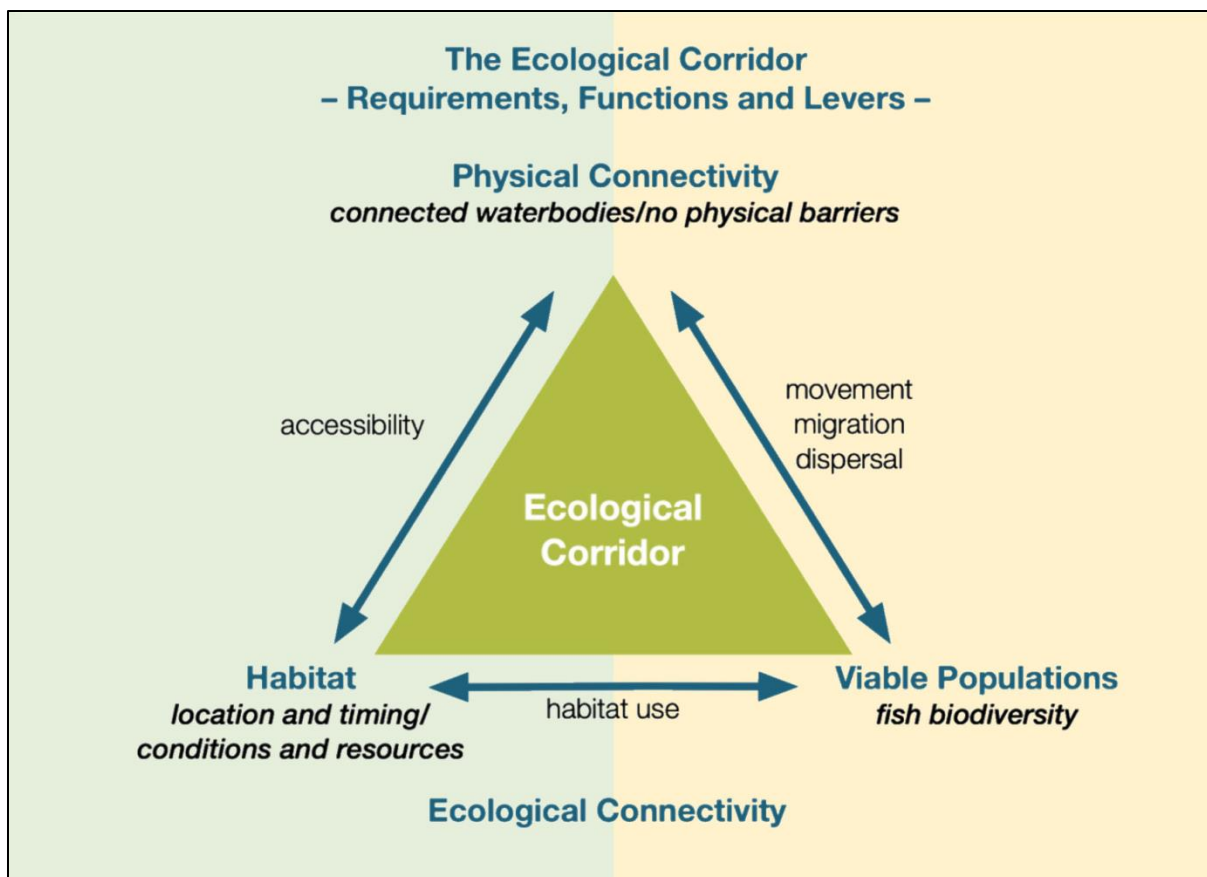 The Ecological Corridor
– Requirements, Functions and Levers –
Physical Connectivity
connected waterbodies/no physical barriers
accessibility
movement
migration
dispersal
Ecological
Corridor
Habitat
location and timing/
conditions and resources
habitat use
Viable Populations
fish biodiversity
Ecological Connectivity